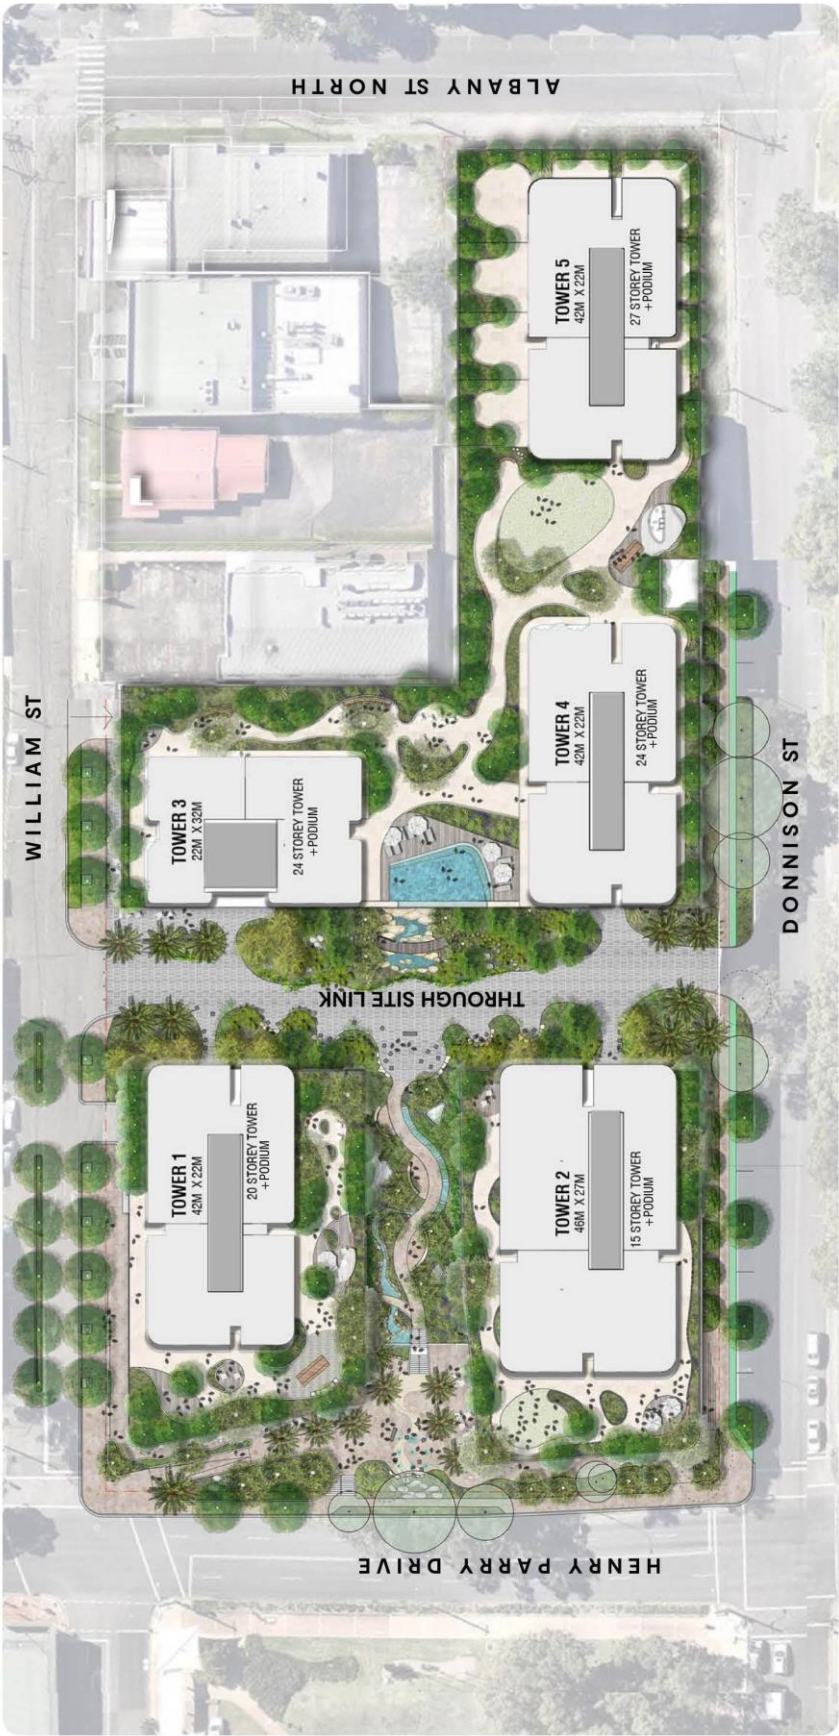 ALBANY ST NORTH
TOWER 5
42M X 22M
27 STOREY TOWER
+PODIUM
WILLIAM ST
TOWER 3
22M X 32M
24 STOREY TOWER
+PODIUM
TOWER 4
42M X 22M
24 STOREY TOWER
+PODIUM
DONNISON ST
THROUGH SITE LINK
TOWER 1
42M X 22M
20 STOREY TOWER
+PODIUM
TOWER 2
46M X 27M
15 STOREY TOWER
+PODIUM
HENRY PARRY DRIVE